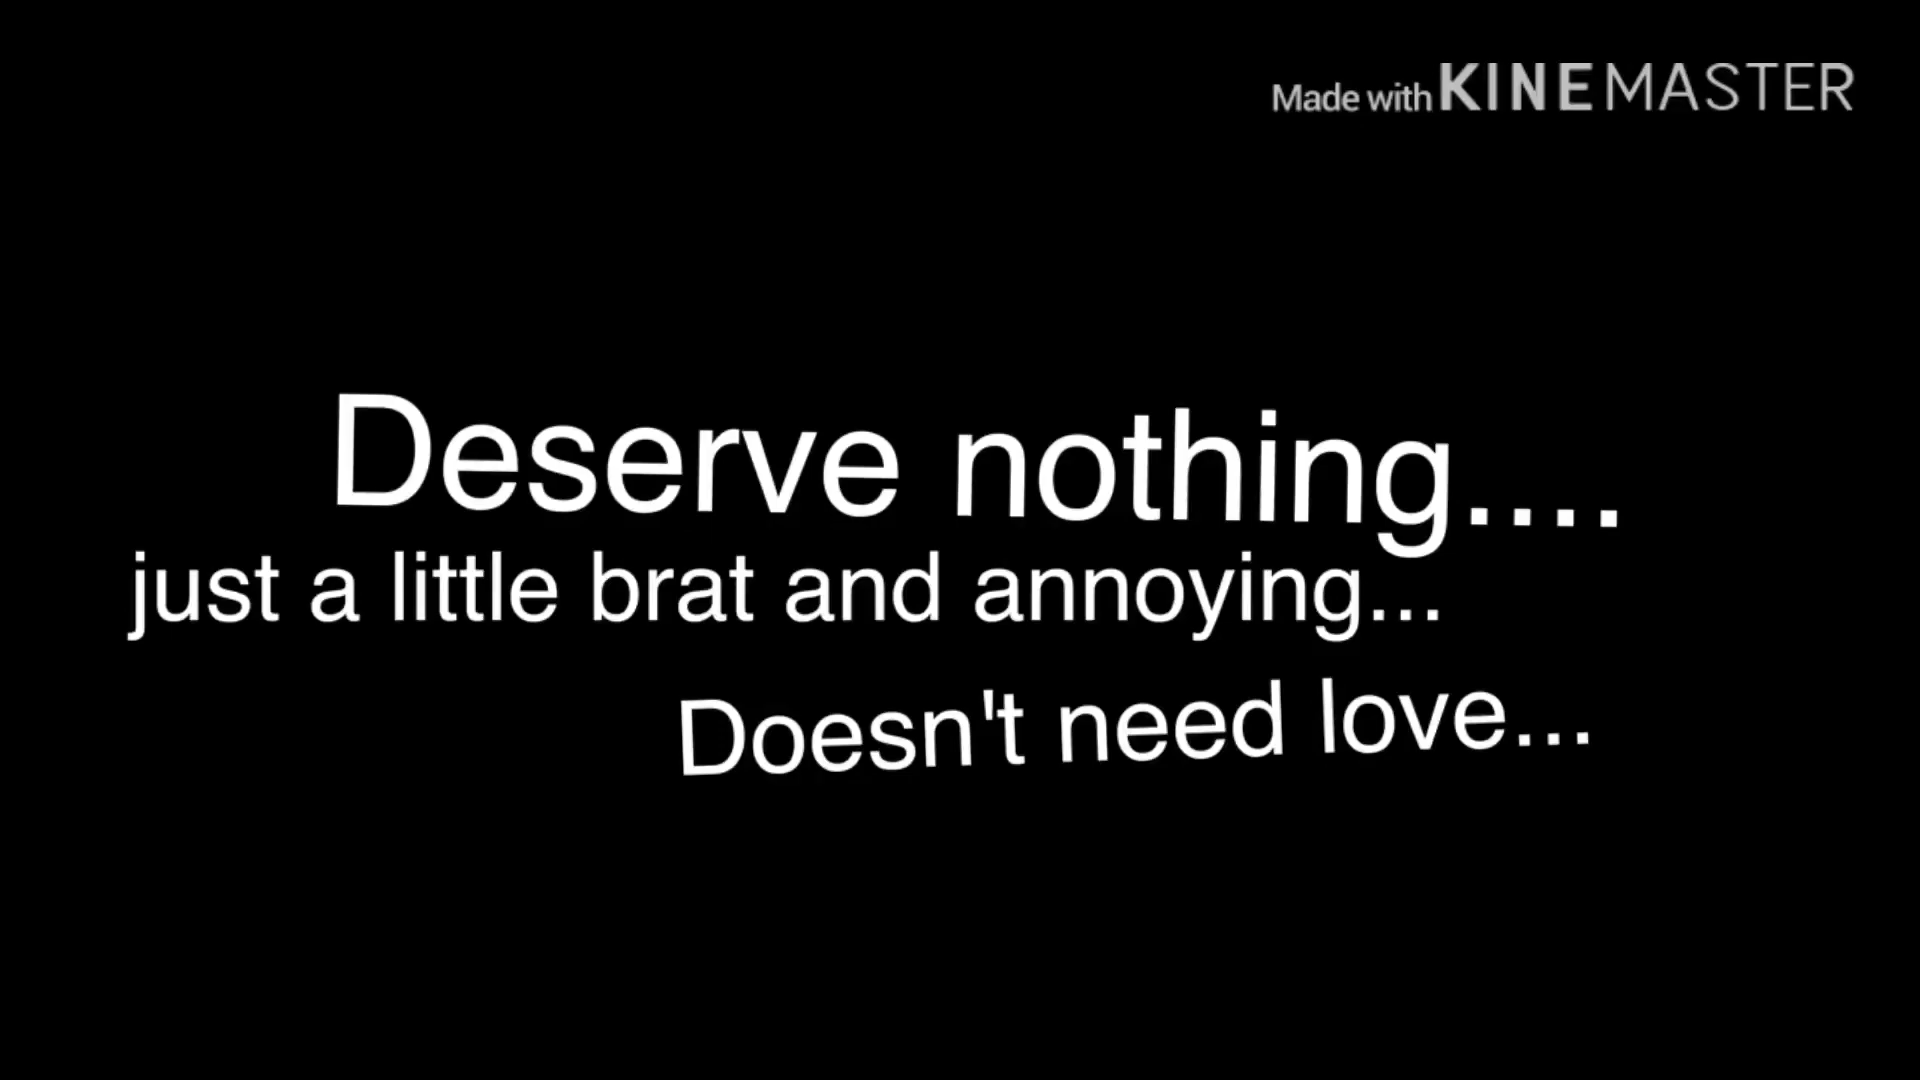 Made with KINEMASTER
Deserve nothing....
just a little brat and annoying...
Doesn't need love...